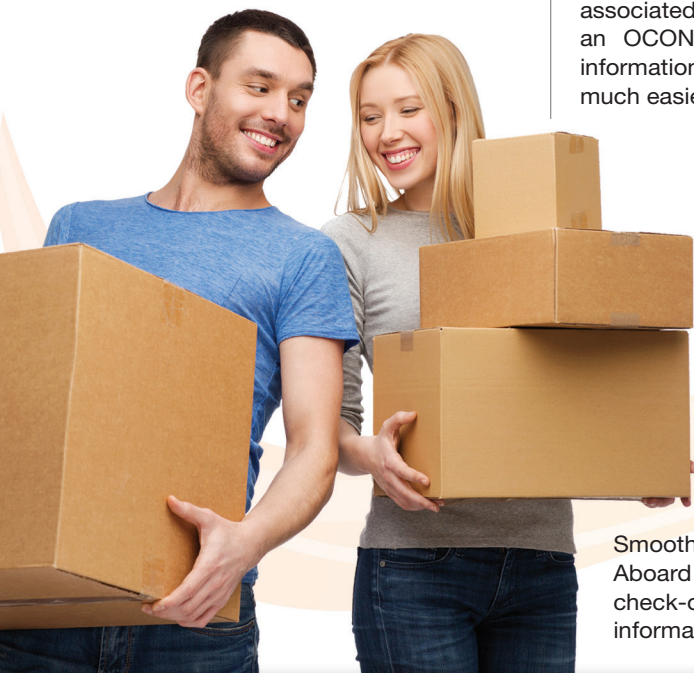 associated
an OCON
information
much easie
Smooth
Aboard
check-o
informa